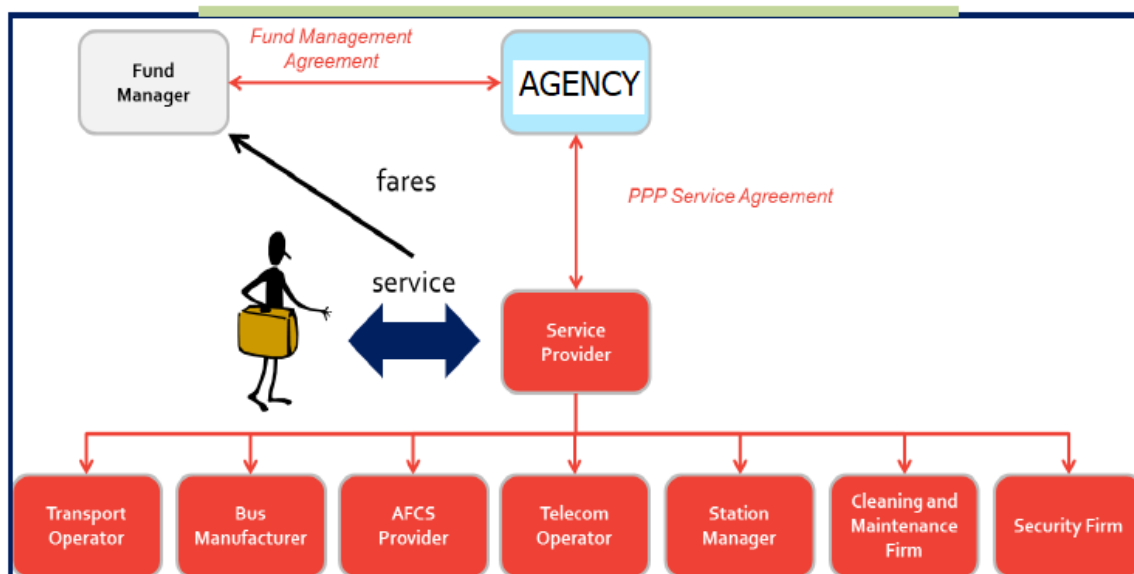 Fund Management
Agreement
Fund
Manager
AGENCY
fares
PPP Service Agreement
service
Service
Provider
Transport
Operator
Bus
Manufacturer
AFCS
Provider
Telecom
Operator
Station
Manager
Cleaning and
Maintenance
Firm
Security Firm